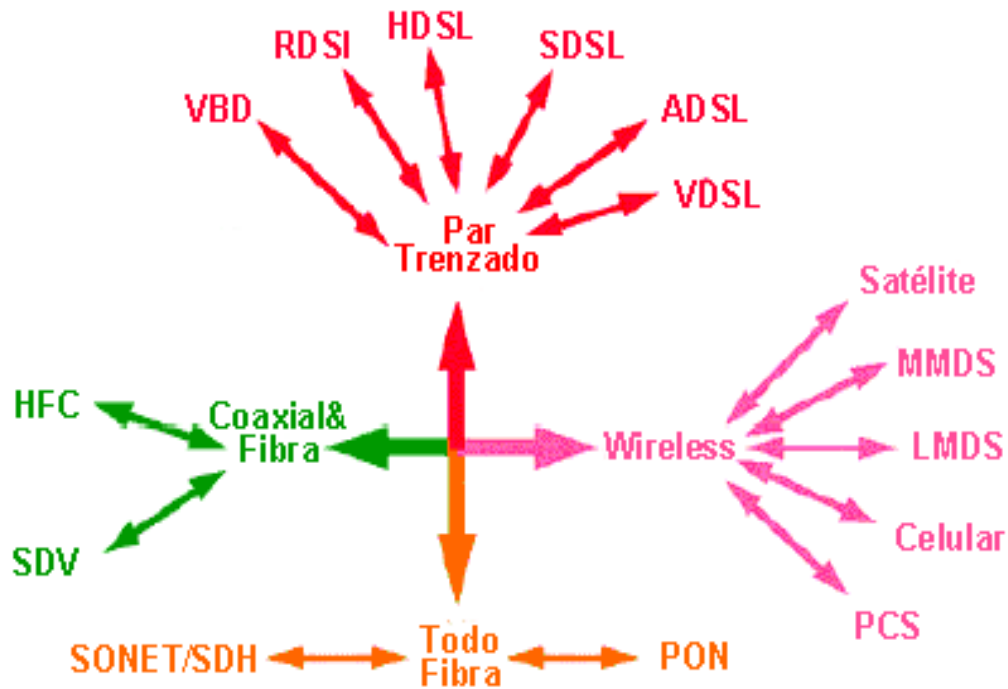 HDSL
RDSI
SDSL
VBD
ADSL
VDSL
Par
Trenzado
Satélite
MMDS
HFC
Coaxial&
Fibra
Wireless
LMDS
Celular
SDV
PCS
SONET/SDH
Todo
Fibra
PON